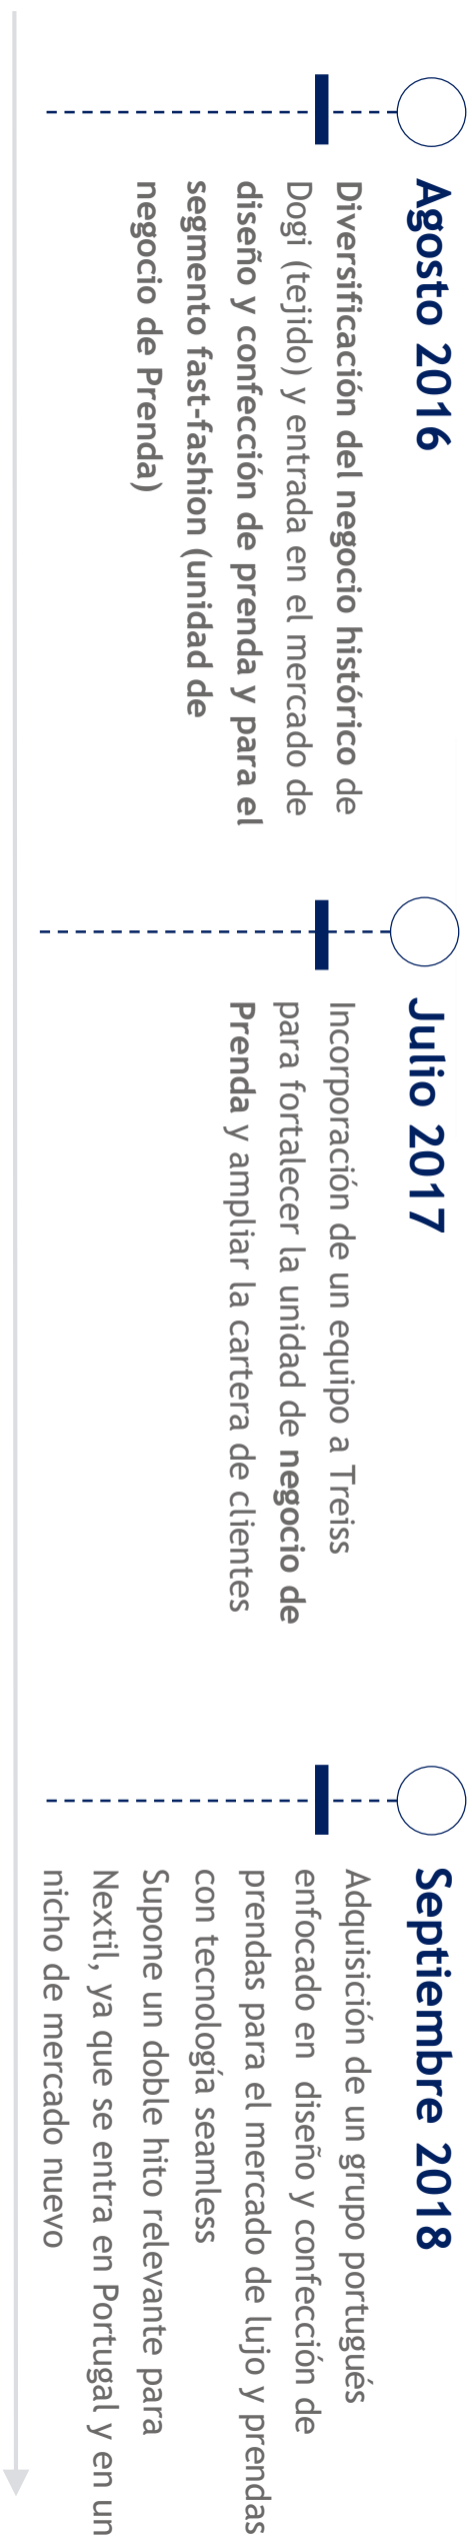 Agosto 2016
Diversificación del negocio histórico de
Dogi (tejido) y entrada en el mercado de
diseño y confección de prenda y para el
segmento fast-fashion (unidad de
negocio de Prenda)
Julio 2017
Incorporación de un equipo a Treiss
para fortalecer la unidad de negocio de
Prenda y ampliar la cartera de clientes
Septiembre 2018
Adquisición de un grupo portugués
enfocado en diseño y confección de
prendas para el mercado de lujo y prendas
con tecnología seamless
Supone un doble hito relevante para
Nextil, ya que se entra en Portugal y en un
nicho de mercado nuevo